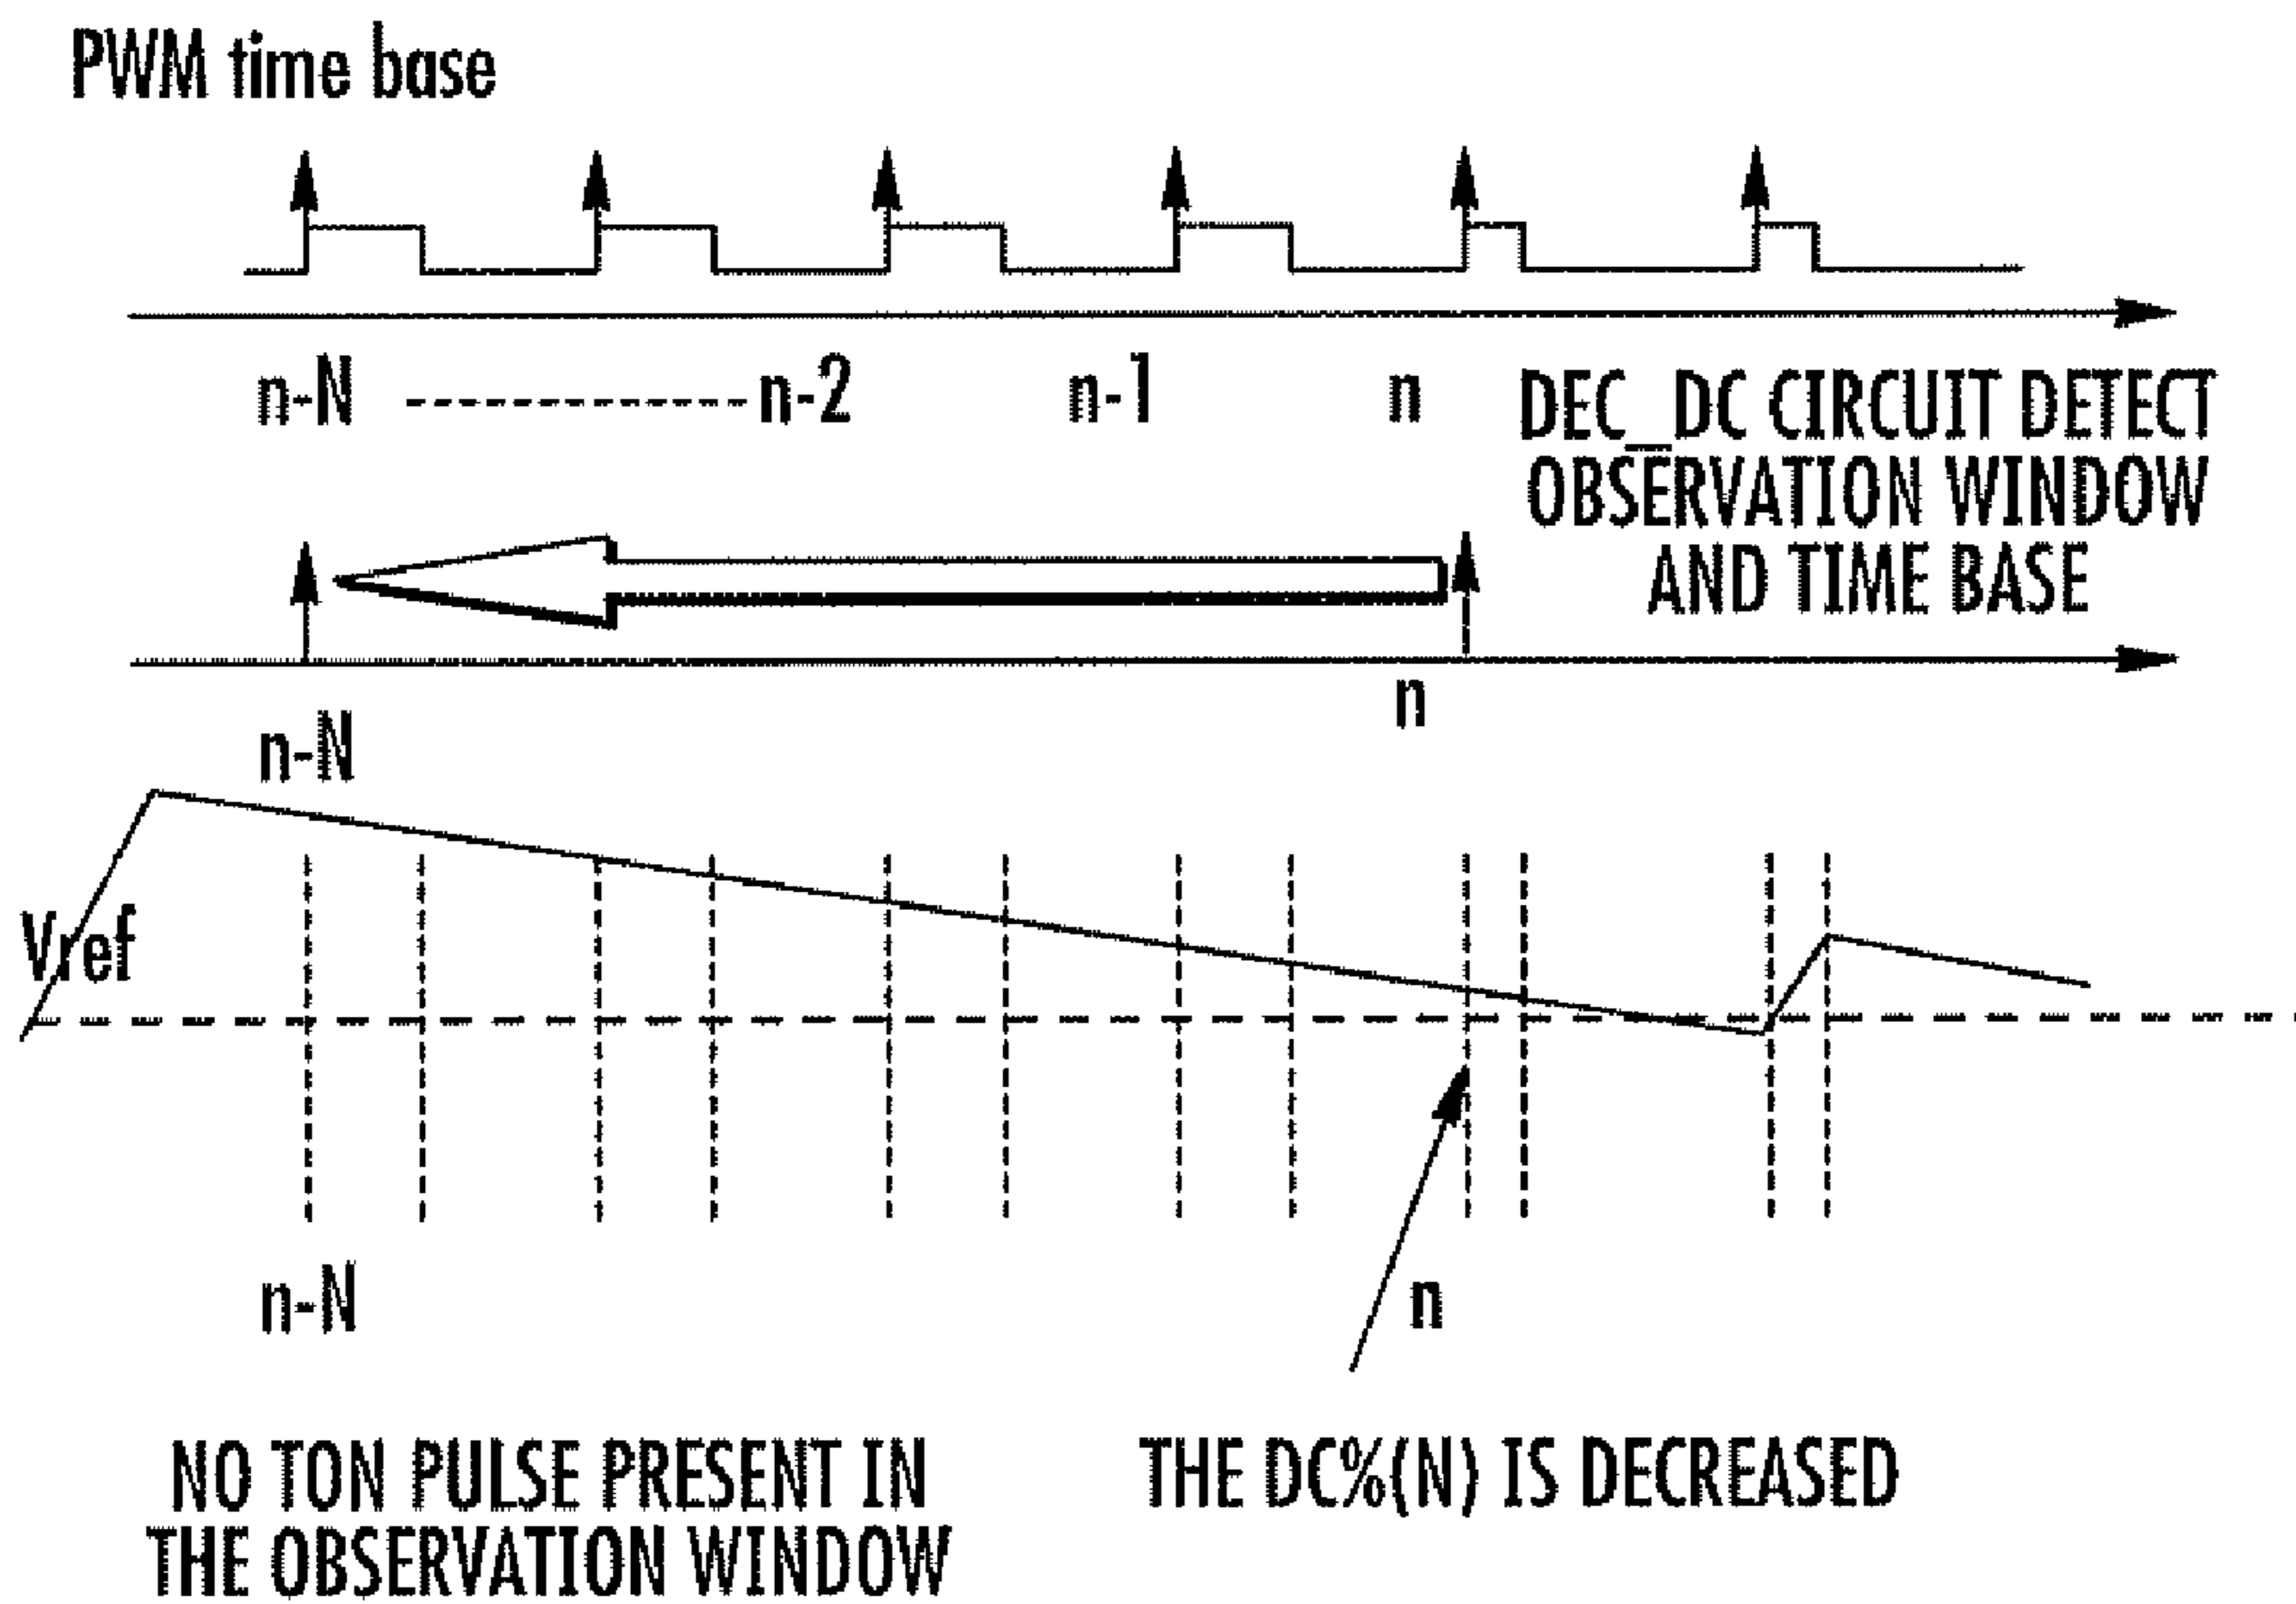 PWM time base
n-N
n-2
n-1
n
DEC_DC CIRCUIT DETECT
OBSERVATION WINDOW
AND TIME BASE
n
n-N
Vref
n-N
n
NO TON PULSE PRESENT IN
THE OBSERVATION WINDOW
THE DC%(N) IS DECREASED